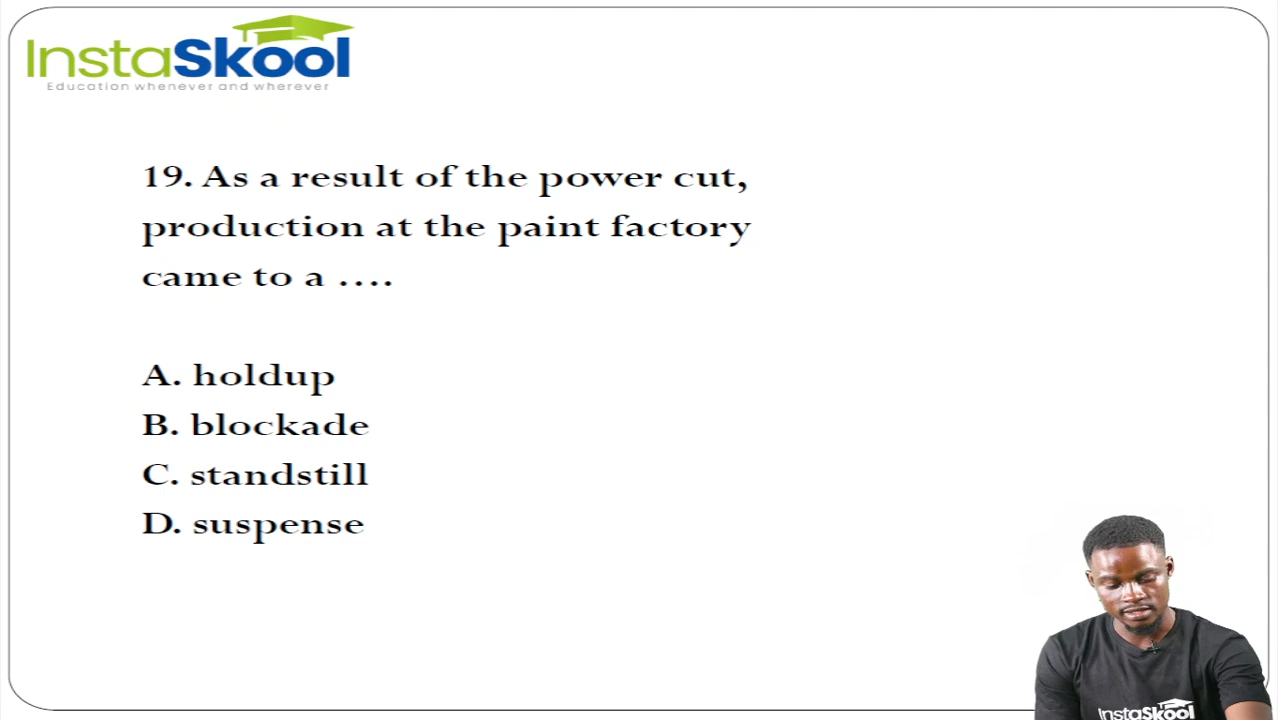 InstaSkool
Education whenever and wherever
19. As a result of the power cut,
production at the paint factory
came to a ….
A. holdup
B. blockade
C. standstill
D. suspense
InstaSkool